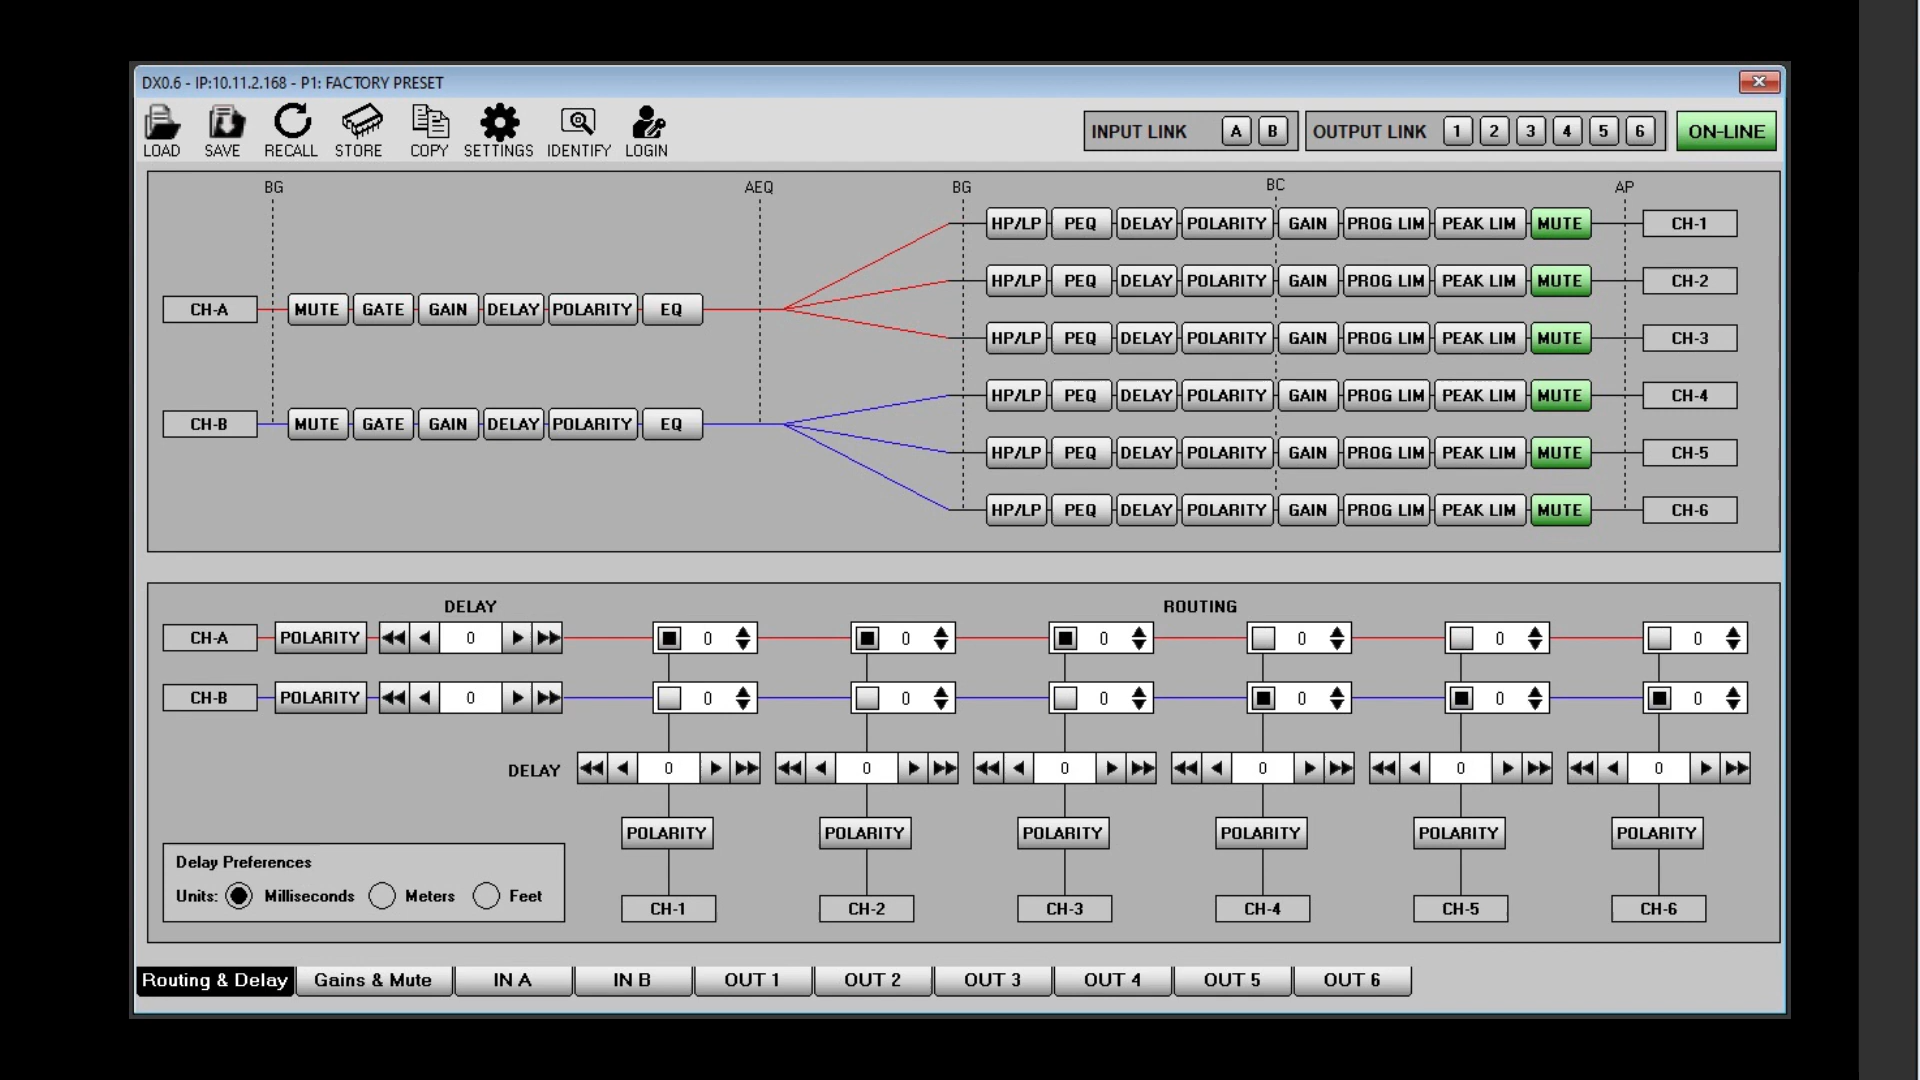 DX0.6 - IP:10.11.2.168 - P1: FACTORY PRESET
LOAD SAVE RECALL STORE COPY SETTINGS IDENTIFY LOGIN
INPUT LINK A B OUTPUT LINK 1 2 3 4 5 6 ON-LINE
BG AEQ BG BC AP
HP/LP PEQ DELAY POLARITY GAIN PROG LIM PEAK LIM MUTE CH-1
HP/LP PEQ DELAY POLARITY GAIN PROG LIM PEAK LIM MUTE CH-2
CH-A MUTE GATE GAIN DELAY POLARITY EQ
HP/LP PEQ DELAY POLARITY GAIN PROG LIM PEAK LIM MUTE CH-3
HP/LP PEQ DELAY POLARITY GAIN PROG LIM PEAK LIM MUTE CH-4
CH-B MUTE GATE GAIN DELAY POLARITY EQ
HP/LP PEQ DELAY POLARITY GAIN PROG LIM PEAK LIM MUTE CH-5
HP/LP PEQ DELAY POLARITY GAIN PROG LIM PEAK LIM MUTE CH-6
DELAY ROUTING
CH-A POLARITY 0 0 0 0 0 0 0
CH-B POLARITY 0 0 0 0 0 0 0
DELAY 0 0 0 0 0 0
POLARITY POLARITY POLARITY POLARITY POLARITY POLARITY
Delay Preferences
Units: Milliseconds Meters Feet
CH-1 CH-2 CH-3 CH-4 CH-5 CH-6
Routing & Delay Gains & Mute IN A IN B OUT 1 OUT 2 OUT 3 OUT 4 OUT 5 OUT 6